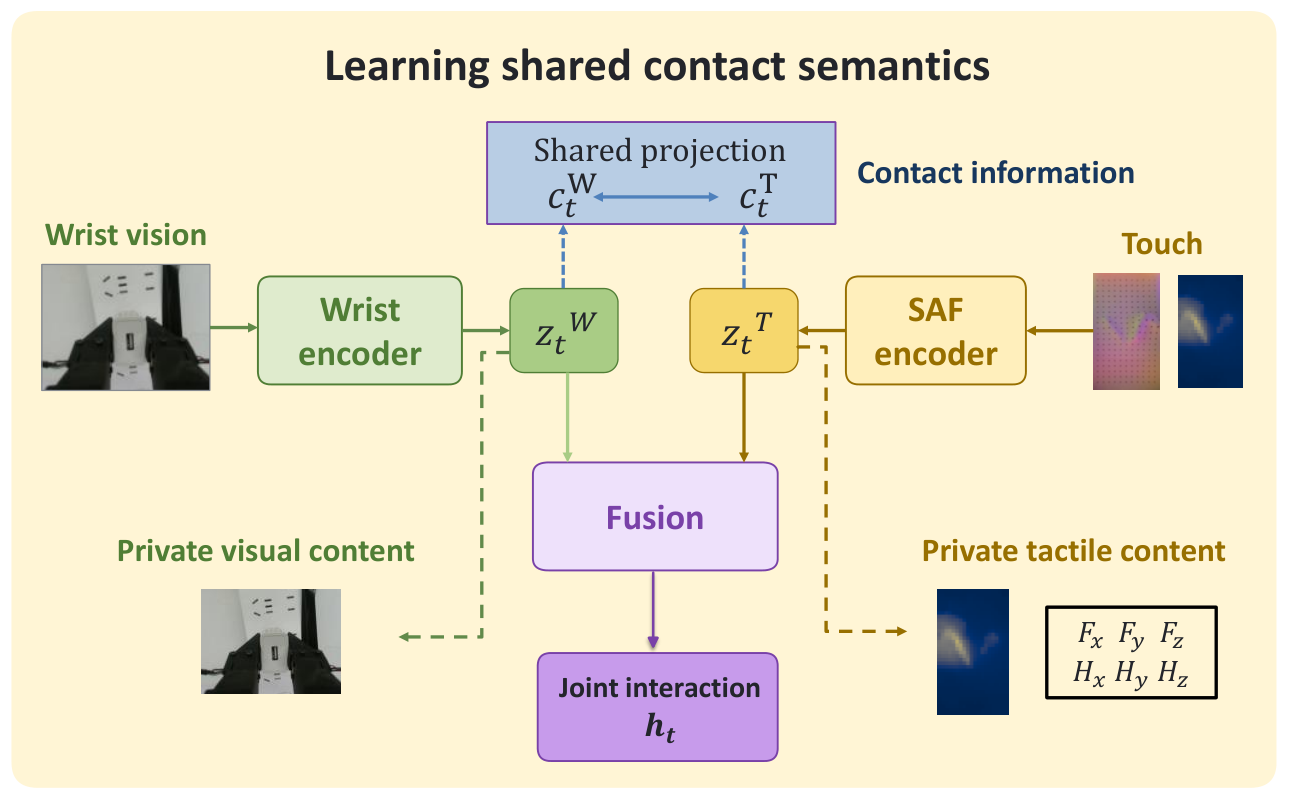 Learning shared contact semantics
Shared projection
c_t^W c_t^T
Contact information
Wrist vision
Touch
Wrist
encoder
z_t^W
z_t^T
SAF
encoder
Fusion
Private visual content
Private tactile content
F_x F_y F_z
H_x H_y H_z
Joint interaction
h_t